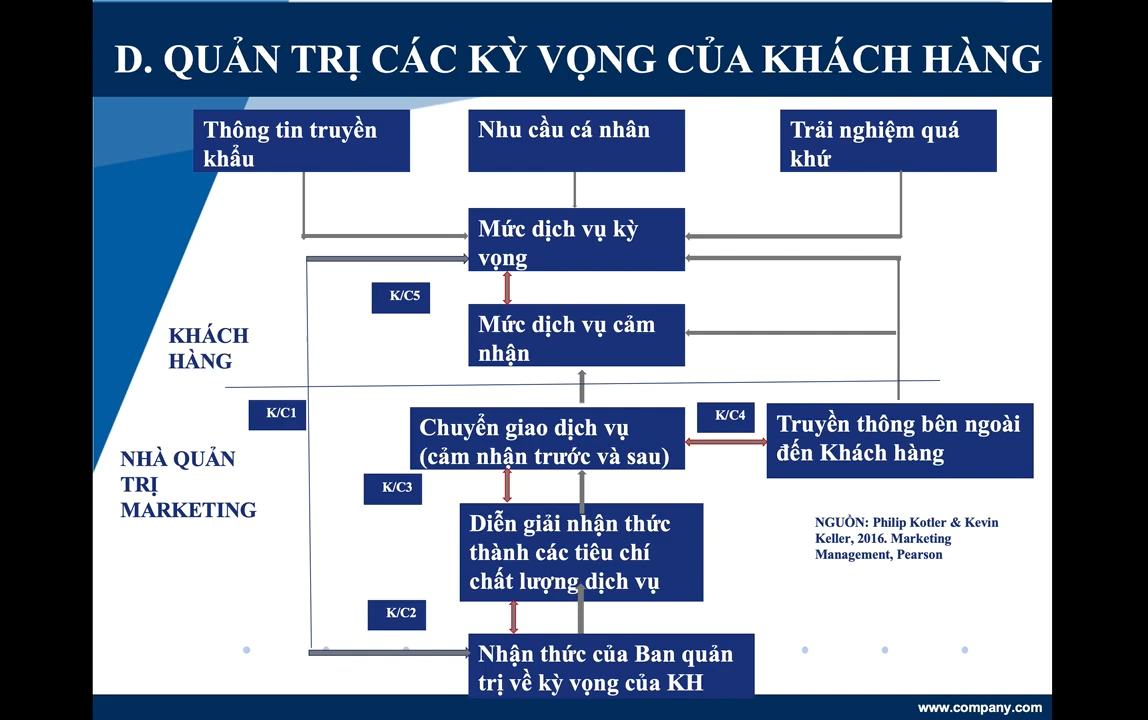 D. QUẢN TRỊ CÁC KỲ VỌNG CỦA KHÁCH HÀNG
Thông tin truyền
khẩu
Nhu cầu cá nhân
Trải nghiệm quá
khứ
Mức dịch vụ kỳ
vọng
K/C5
Mức dịch vụ cảm
nhận
KHÁCH
HÀNG
K/C1
Chuyển giao dịch vụ
(cảm nhận trước và sau)
K/C4
Truyền thông bên ngoài
đến Khách hàng
NHÀ QUẢN
TRỊ
MARKETING
K/C3
Diễn giải nhận thức
thành các tiêu chí
chất lượng dịch vụ
NGUỒN: Philip Kotler & Kevin
Keller, 2016. Marketing
Management, Pearson
K/C2
Nhận thức của Ban quản
trị về kỳ vọng của KH
www.company.com